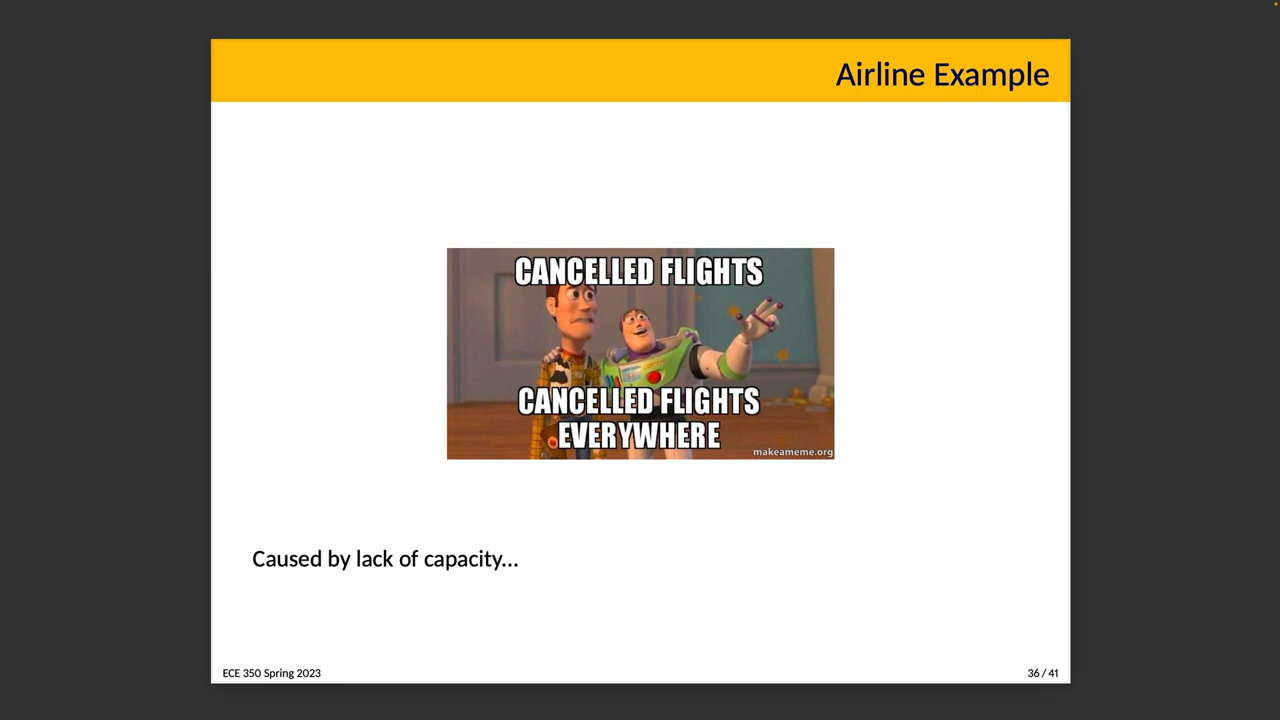 Airline Example
CANCELLED FLIGHTS
CANCELLED FLIGHTS
EVERYWHERE
makeameme.org
Caused by lack of capacity...
ECE 350 Spring 2023
36 / 41